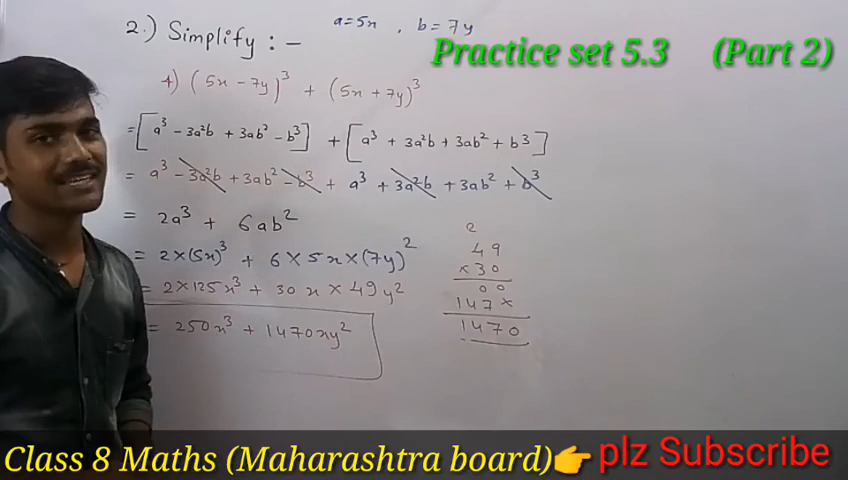 2.) Simplify :-
a=5x , b=7y
Practice set 5.3 (Part 2)
4) (5x - 7y)³ + (5x + 7y)³
= [a³ - 3a²b + 3ab² - b³] + [a³ + 3a²b + 3ab² + b³]
= a³ - 3a²b + 3ab² - b³ + a³ + 3a²b + 3ab² + b³
= 2a³ + 6ab²
= 2×(5x)³ + 6×5x×(7y)²
= 2×125x³ + 30x × 49y²
= 250x³ + 1470xy²
2
49
×30
00
147×
1470
Class 8 Maths (Maharashtra board)👉 plz Subscribe